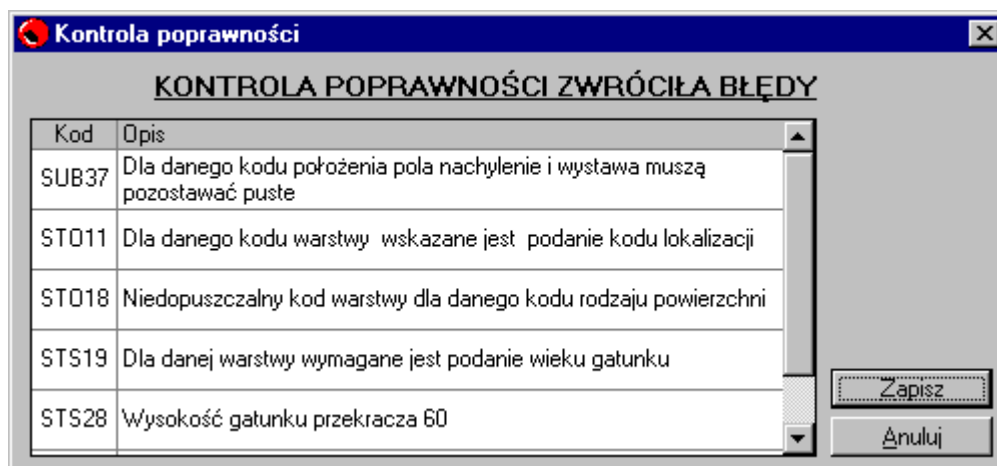 Kontrola poprawności
KONTROLA POPRAWNOŚCI ZWRÓCIŁA BŁĘDY
Kod Opis
SUB37 Dla danego kodu położenia pola nachylenie i wystawa muszą
pozostawać puste
STO11 Dla danego kodu warstwy wskazane jest podanie kodu lokalizacji
STO18 Niedopuszczalny kod warstwy dla danego kodu rodzaju powierzchni
STS19 Dla danej warstwy wymagane jest podanie wieku gatunku
STS28 Wysokość gatunku przekracza 60
Zapisz
Anuluj